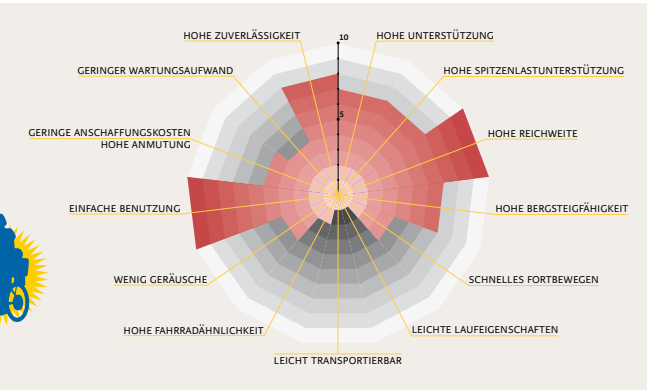 10
HOHE ZUVERLÄSSIGKEIT
HOHE UNTERSTÜTZUNG
GERINGER WARTUNGSAUFWAND
HOHE SPITZENLASTUNTERSTÜTZUNG
5
GERINGE ANSCHAFFUNGSKOSTEN
HOHE ANMUTUNG
HOHE REICHWEITE
EINFACHE BENUTZUNG
HOHE BERGSTEIGFÄHIGKEIT
WENIG GERÄUSCHE
SCHNELLES FORTBEWEGEN
HOHE FAHRRADÄHNLICHKEIT
LEICHTE LAUFEIGENSCHAFTEN
LEICHT TRANSPORTIERBAR